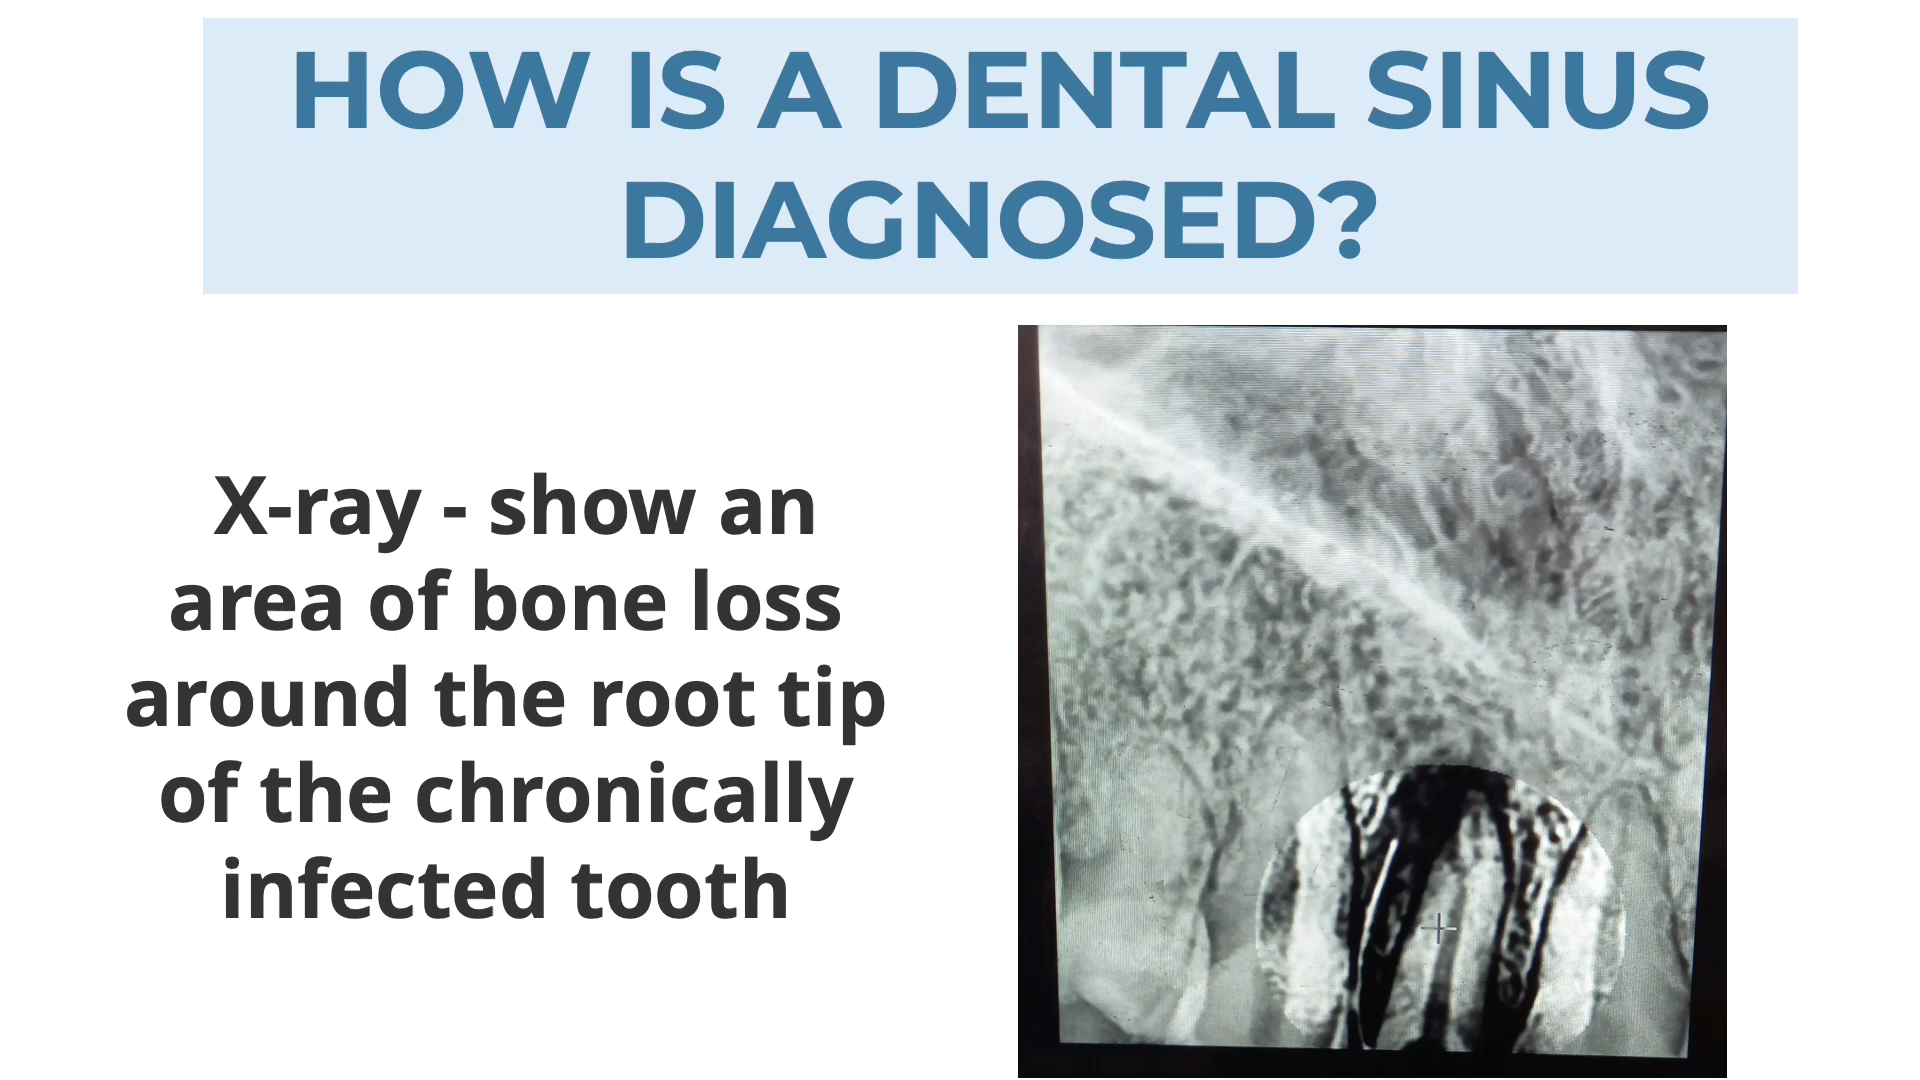 HOW IS A DENTAL SINUS
DIAGNOSED?
X-ray - show an
area of bone loss
around the root tip
of the chronically
infected tooth